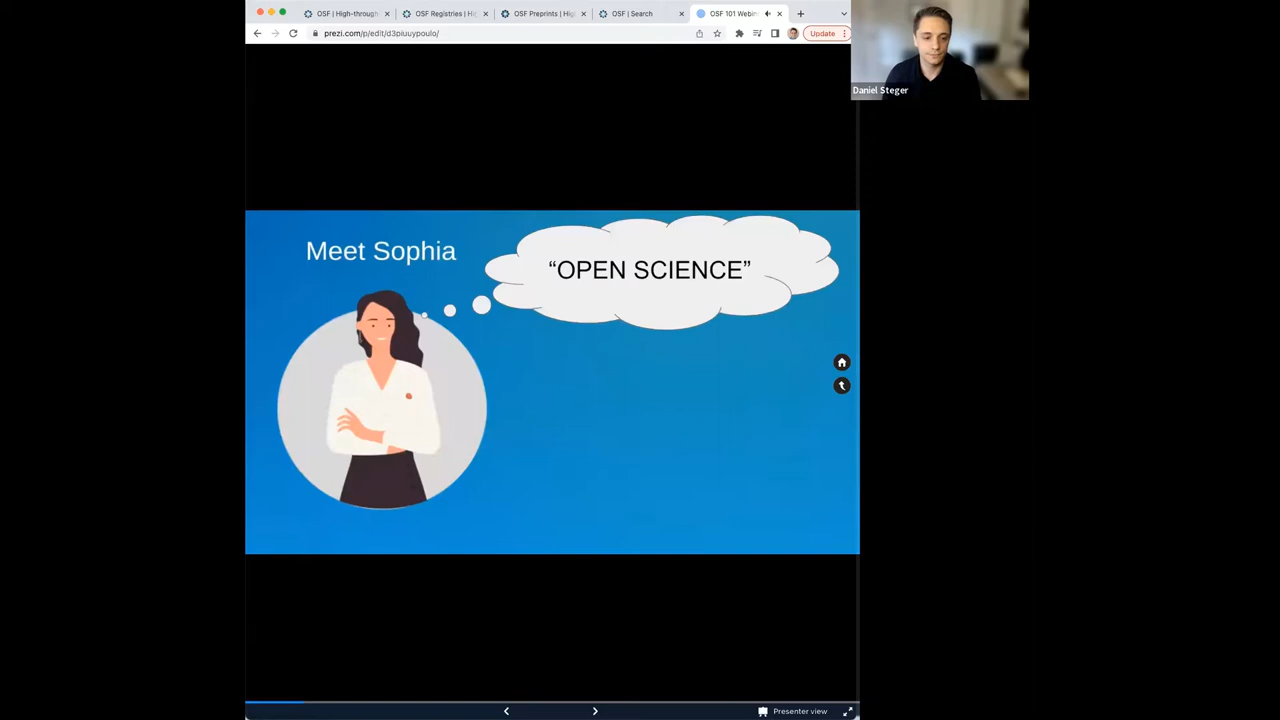 OSF | High-through
OSF Registries | Hi
OSF Preprints | Hig
OSF | Search
OSF 101 Webin
prezi.com/p/edit/d3piuuypoulo/
Update
Daniel Steger
Meet Sophia
“OPEN SCIENCE”
Presenter view